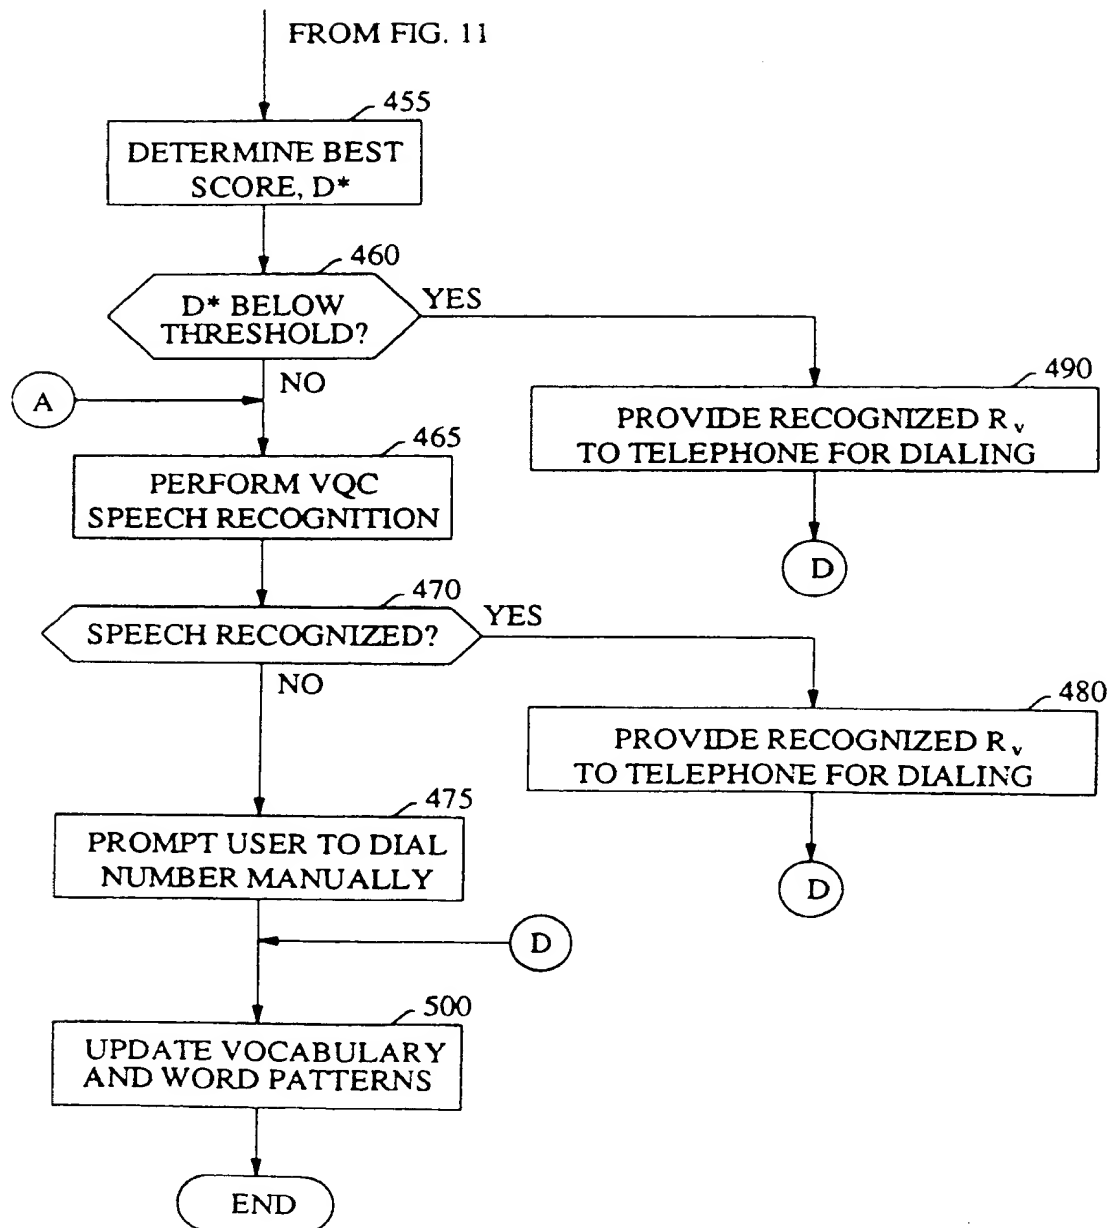 FROM FIG. 11
455
DETERMINE BEST
SCORE, D*
460
D* BELOW
THRESHOLD?
YES
NO
A
490
PROVIDE RECOGNIZED Rv
TO TELEPHONE FOR DIALING
D
465
PERFORM VQC
SPEECH RECOGNITION
470
SPEECH RECOGNIZED?
YES
NO
480
PROVIDE RECOGNIZED Rv
TO TELEPHONE FOR DIALING
D
475
PROMPT USER TO DIAL
NUMBER MANUALLY
D
500
UPDATE VOCABULARY
AND WORD PATTERNS
END